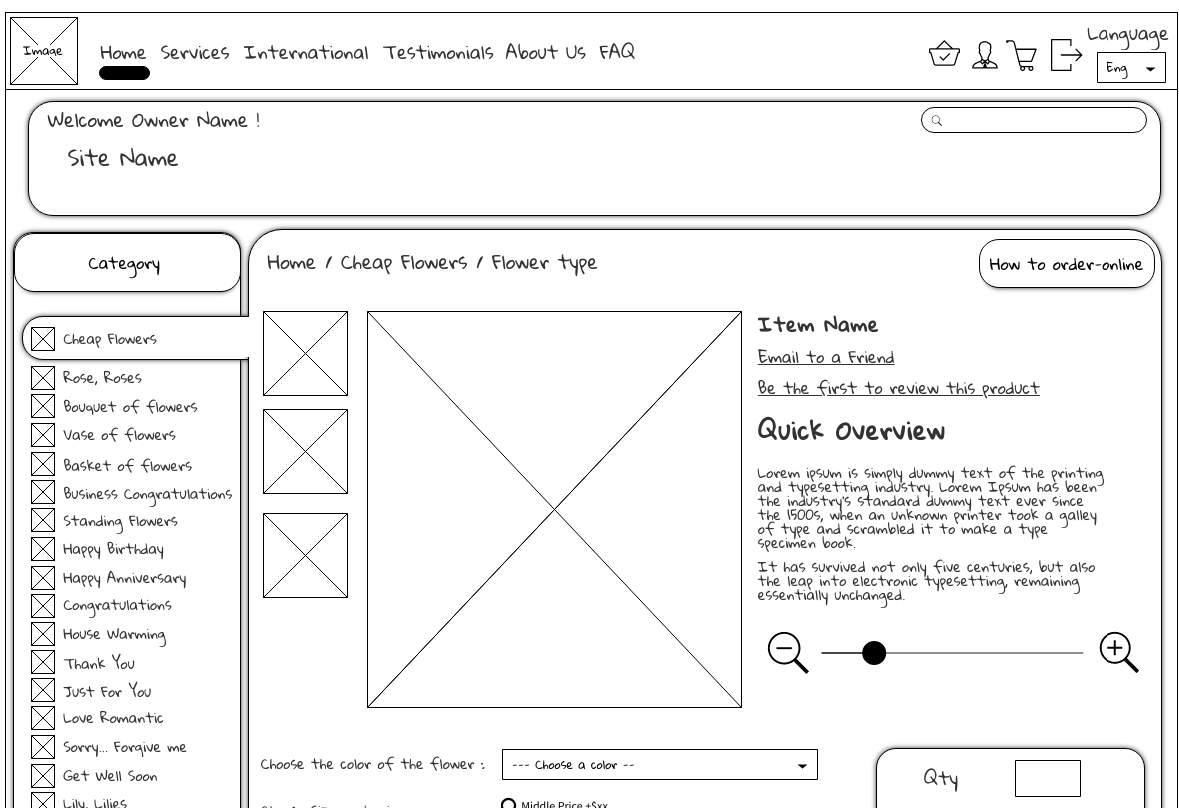 Image
Home Services International Testimonials About Us FAQ
Language
Eng
Welcome Owner Name !
Site Name
Category
Cheap Flowers
Rose, Roses
Bouquet of flowers
Vase of flowers
Basket of flowers
Business Congratulations
Standing Flowers
Happy Birthday
Happy Anniversary
Congratulations
House Warming
Thank You
Just For You
Love Romantic
Sorry... Forgive me
Get Well Soon
Lily, Lilies
Home / Cheap Flowers / Flower type
How to order-online
Item Name
Email to a Friend
Be the first to review this product
Quick Overview
Lorem ipsum is simply dummy text of the printing
and typesetting industry. Lorem Ipsum has been
the industry's standard dummy text ever since
the 1500s, when an unknown printer took a galley
of type and scrambled it to make a type
specimen book.
It has survived not only five centuries, but also
the leap into electronic typesetting, remaining
essentially unchanged.
Choose the color of the flower :
--- Choose a color --
Middle Price +$xx
Qty